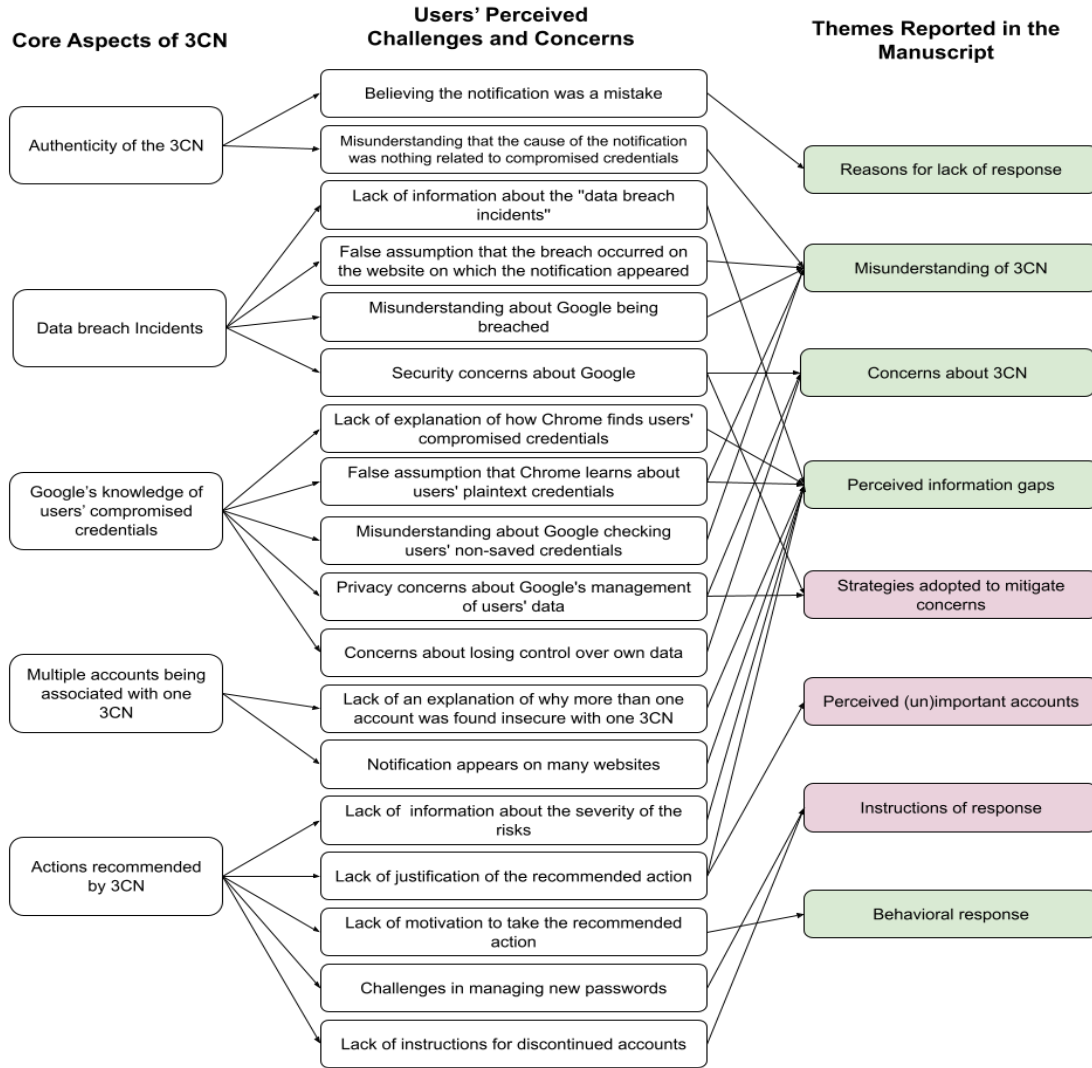 Core Aspects of 3CN
Users' Perceived
Challenges and Concerns
Themes Reported in the
Manuscript
Authenticity of the 3CN
Data breach Incidents
Google's knowledge of
users' compromised
credentials
Multiple accounts being
associated with one
3CN
Actions recommended
by 3CN
Believing the notification was a mistake
Misunderstanding that the cause of the notification
was nothing related to compromised credentials
Lack of information about the "data breach
incidents"
False assumption that the breach occurred on
the website on which the notification appeared
Misunderstanding about Google being
breached
Security concerns about Google
Lack of explanation of how Chrome finds users'
compromised credentials
False assumption that Chrome learns about
users' plaintext credentials
Misunderstanding about Google checking
users' non-saved credentials
Privacy concerns about Google's management
of users' data
Concerns about losing control over own data
Lack of an explanation of why more than one
account was found insecure with one 3CN
Notification appears on many websites
Lack of  information about the severity of the
risks
Lack of justification of the recommended action
Lack of motivation to take the recommended
action
Challenges in managing new passwords
Lack of instructions for discontinued accounts
Reasons for lack of response
Misunderstanding of 3CN
Concerns about 3CN
Perceived information gaps
Strategies adopted to mitigate
concerns
Perceived (un)important accounts
Instructions of response
Behavioral response